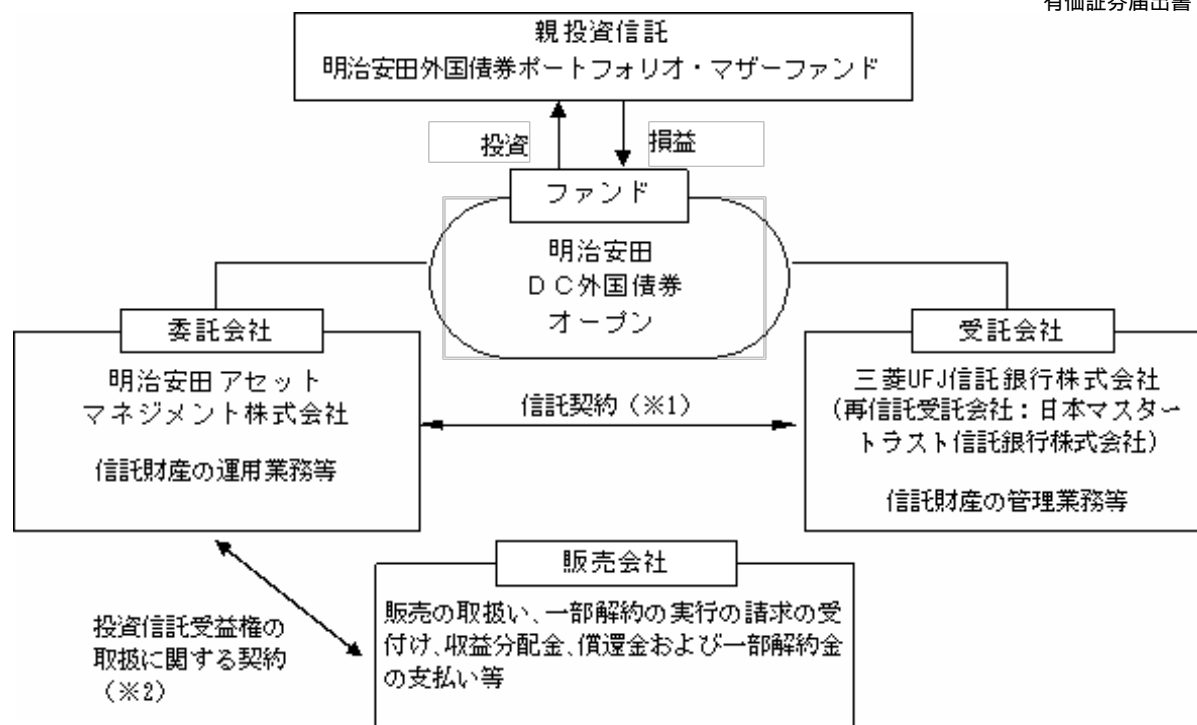 有価証券届出書
親投資信託
明治安田外国債券ポートフォリオ・マザーファンド
投資
損益
ファンド
明治安田
DC外国債券
オープン
委託会社
明治安田アセット
マネジメント株式会社
信託財産の運用業務等
信託契約(※1)
受託会社
三菱UFJ信託銀行株式会社
(再信託受託会社:日本マスター
トラスト信託銀行株式会社)
信託財産の管理業務等
投資信託受益権の
取扱に関する契約
(※2)
販売会社
販売の取扱い、一部解約の実行の請求の受
付け、収益分配金、償還金および一部解約金
の支払い等